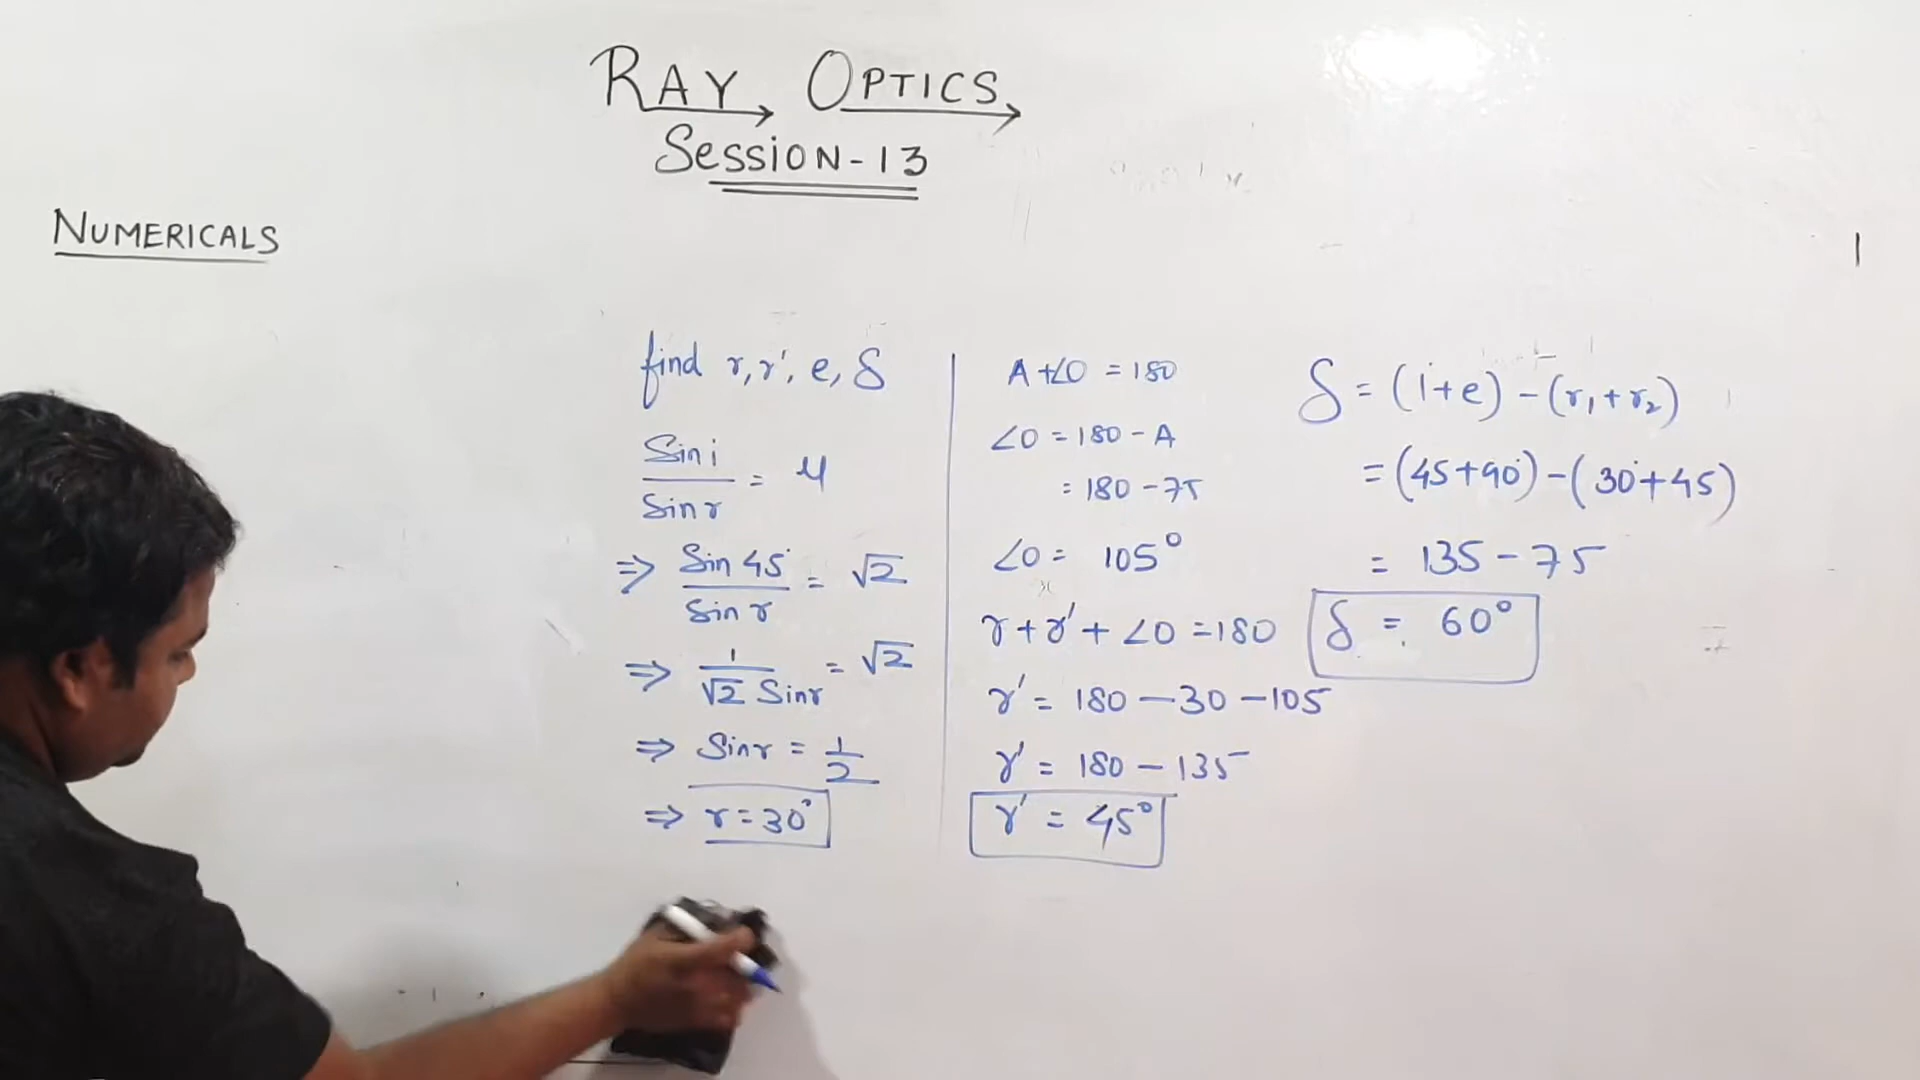 RAY OPTICS
SESSION-13
NUMERICALS
find r, r', e, δ
Sin i / Sin r = μ
⇒ Sin 45° / Sin r = √2
⇒ 1 / √2 Sin r = √2
⇒ Sin r = 1/2
⇒ r = 30°
A + ∠O = 180
∠O = 180 - A
= 180 - 75
∠O = 105°
r + r' + ∠O = 180
r' = 180 - 30 - 105
r' = 180 - 135
r' = 45°
δ = (i + e) - (r₁ + r₂)
= (45 + 90°) - (30° + 45)
= 135 - 75
δ = 60°